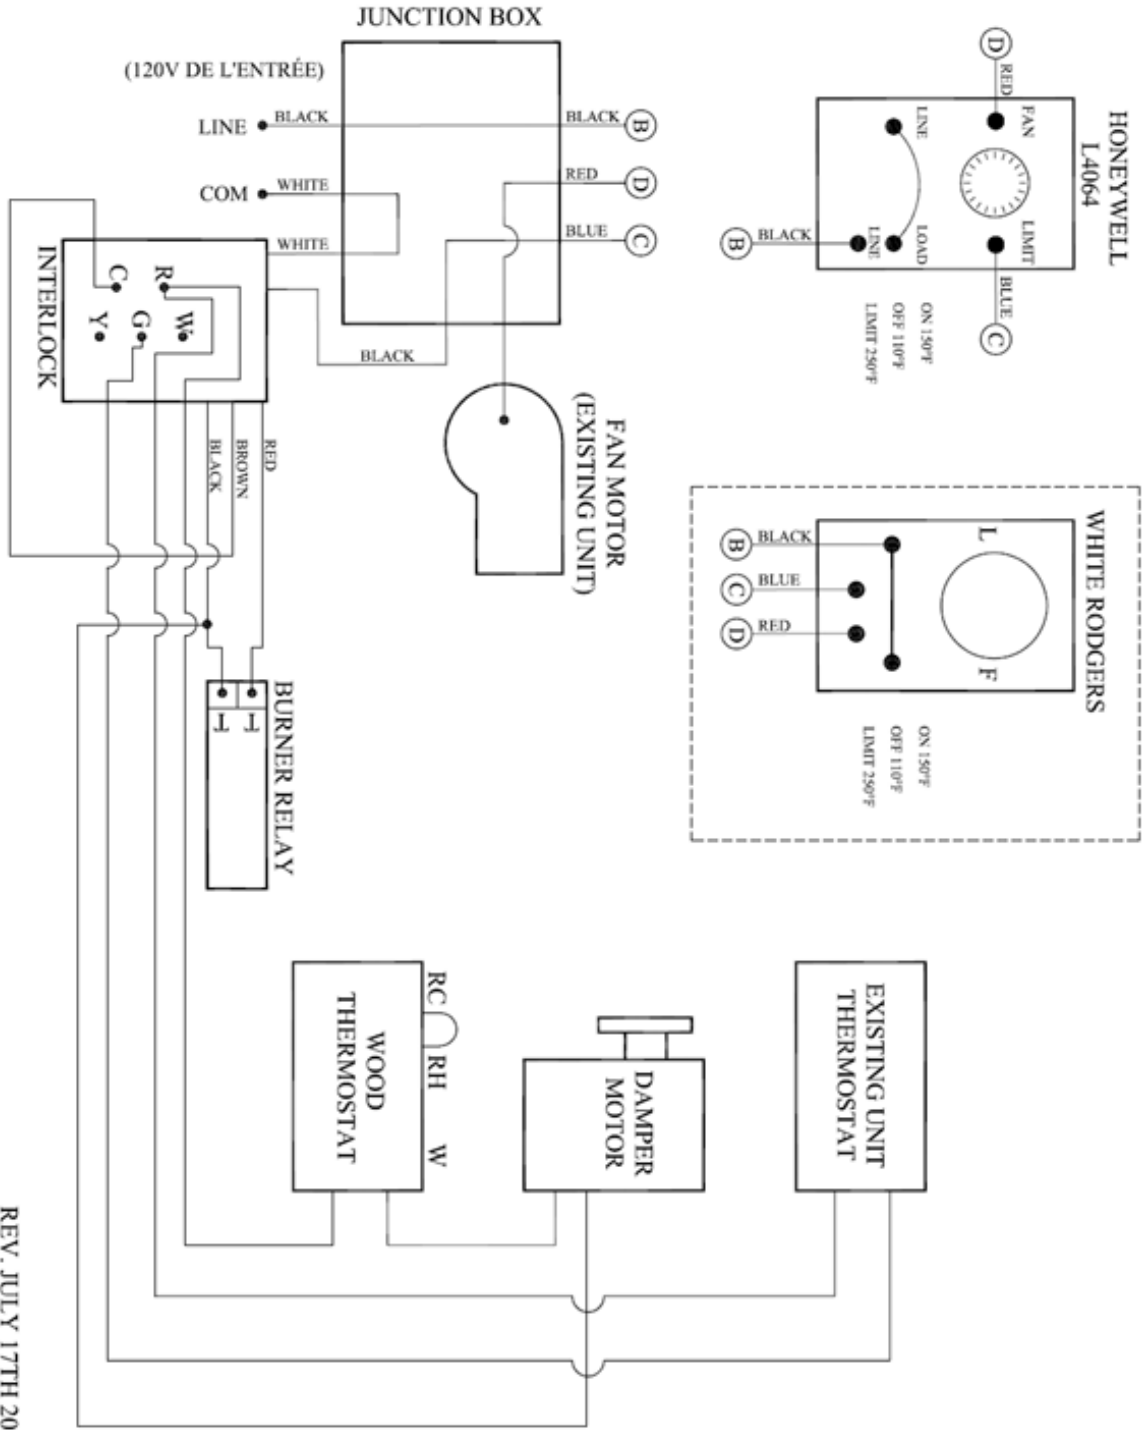 JUNCTION BOX
(120V DE L'ENTRÉE)
LINE
BLACK
BLACK
B
COM
WHITE
RED
D
WHITE
BLUE
C
BLACK
HONEYWELL
L4064
D
RED
FAN
LINE
LIMIT
LOAD
LINE
B
BLACK
BLUE
C
ON 150°F
OFF 110°F
LIMIT 250°F
INTERLOCK
C
R
Y
G
W
RED
BROWN
BLACK
FAN MOTOR
(EXISTING UNIT)
WHITE RODGERS
L
F
B
BLACK
C
BLUE
D
RED
ON 150°F
OFF 110°F
LIMIT 250°F
BURNER RELAY
T
T
RC
RH
W
WOOD
THERMOSTAT
DAMPER
MOTOR
EXISTING UNIT
THERMOSTAT
REV. JULY 17TH 20